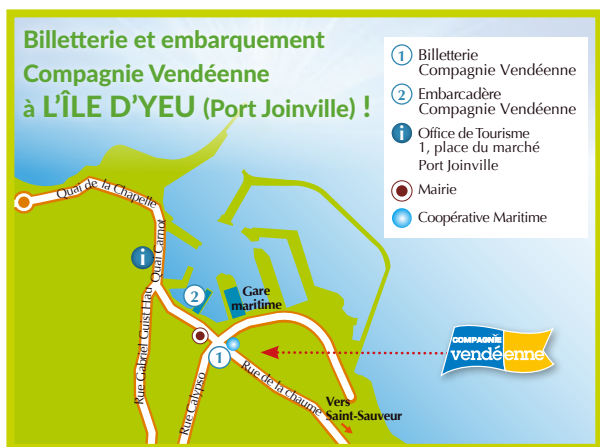 Billetterie et embarquement
Compagnie Vendéenne
à L'ÎLE D'YEU (Port Joinville) !
1 Billetterie
Compagnie Vendéenne
2 Embarcadère
Compagnie Vendéenne
i Office de Tourisme
1, place du marché
Port Joinville
Mairie
Coopérative Maritime
Quai de la Chapelle
Quai Carnot
i
2
Gare
maritime
Rue Gabriel Guist Hau
1
Rue Calypso
Rue de la chaume
Vers
Saint-Sauveur
COMPAGNIE
vendéenne